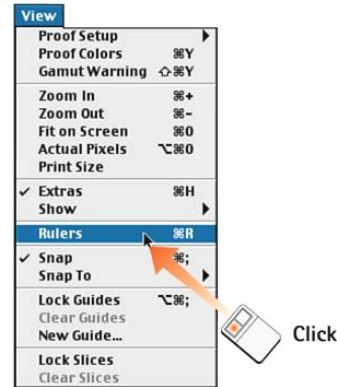 View
Proof Setup
Proof Colors ⌘Y
Gamut Warning ⇧⌘Y
Zoom In ⌘+
Zoom Out ⌘-
Fit on Screen ⌘0
Actual Pixels ⌥⌘0
Print Size
✓ Extras ⌘H
Show
Rulers ⌘R
✓ Snap ⌘;
Snap To
Lock Guides ⌥⌘;
Clear Guides
New Guide...
Click
Lock Slices
Clear Slices